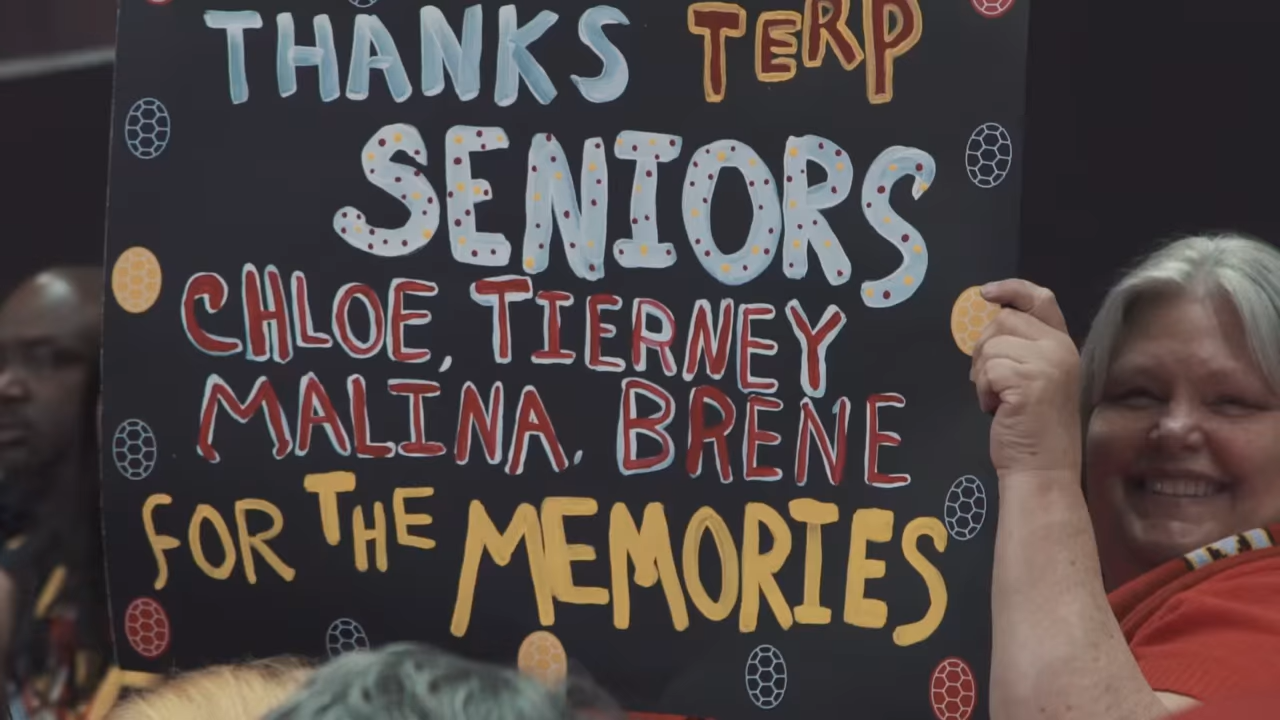 THANKS TERP
SENIORS
CHLOE, TIERNEY
MALINA, BRENE
FOR THE MEMORIES